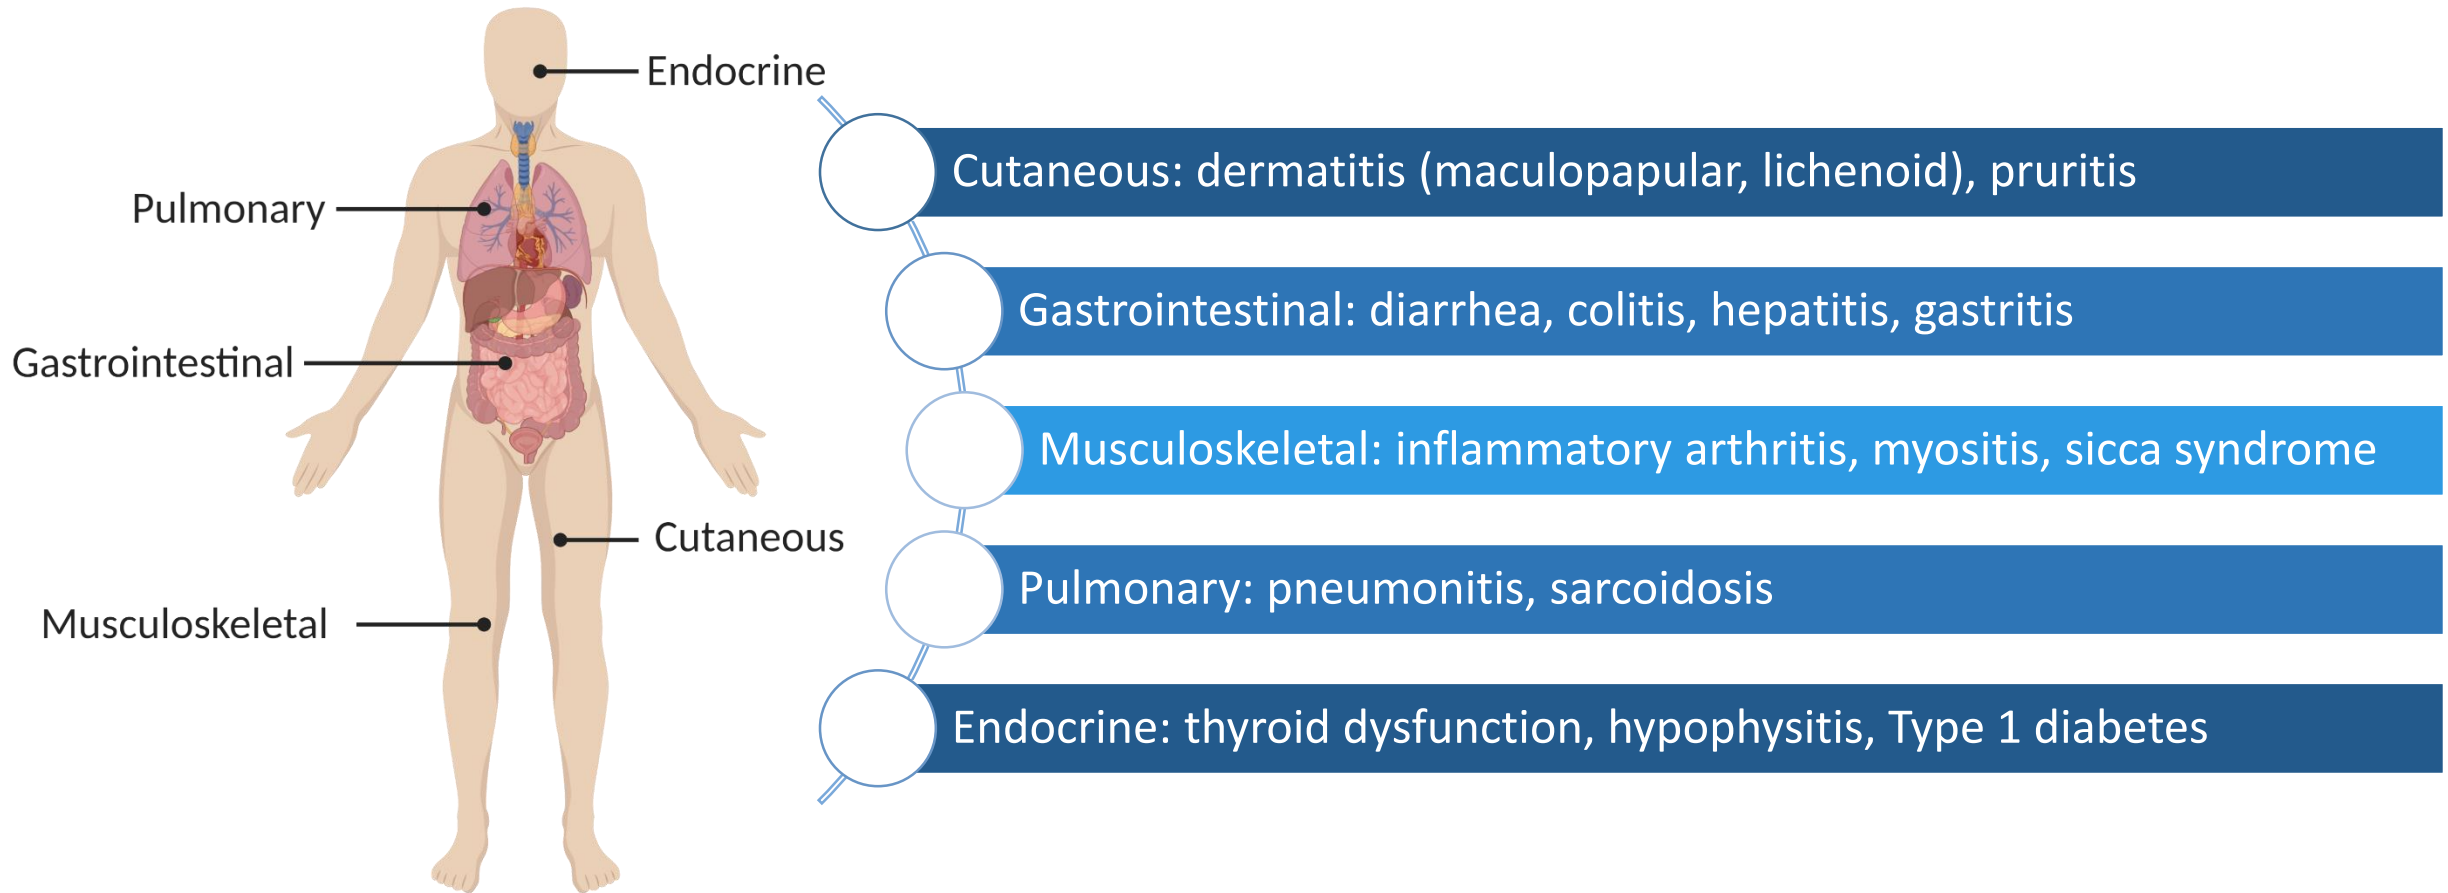 Endocrine
Pulmonary
Gastrointestinal
Cutaneous
Musculoskeletal
Cutaneous: dermatitis (maculopapular, lichenoid), pruritis
Gastrointestinal: diarrhea, colitis, hepatitis, gastritis
Musculoskeletal: inflammatory arthritis, myositis, sicca syndrome
Pulmonary: pneumonitis, sarcoidosis
Endocrine: thyroid dysfunction, hypophysitis, Type 1 diabetes